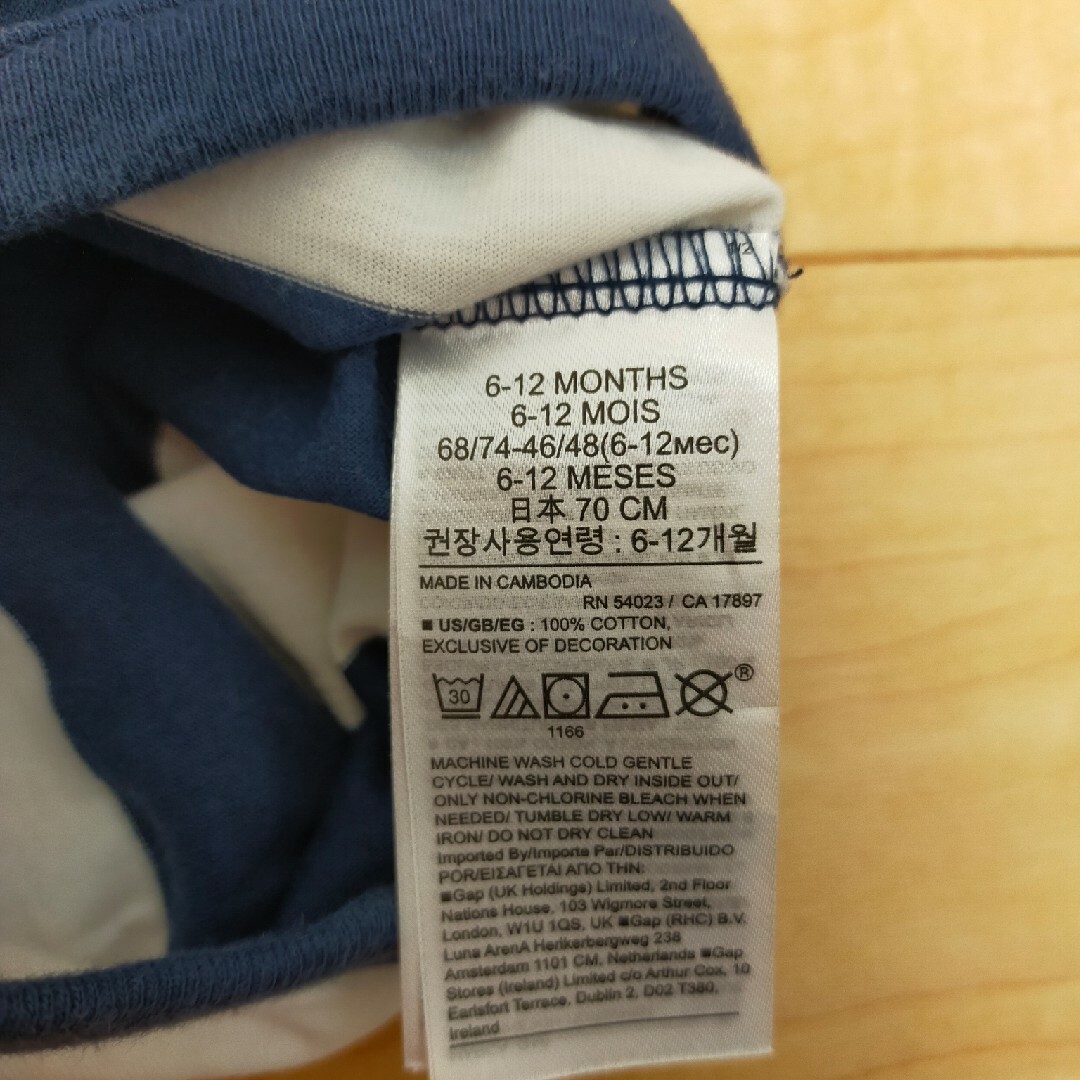 6-12 MONTHS
6-12 MOIS
68/74-46/48(6-12мес)
6-12 MESES
日本 70 CM
권장사용연령 : 6-12개월
MADE IN CAMBODIA
RN 54023 / CA 17897
■ US/GB/EG : 100% COTTON,
EXCLUSIVE OF DECORATION
30
®
1166
MACHINE WASH COLD GENTLE
CYCLE/ WASH AND DRY INSIDE OUT/
ONLY NON-CHLORINE BLEACH WHEN
NEEDED/ TUMBLE DRY LOW/ WARM
IRON/ DO NOT DRY CLEAN
Imported By/Importe Par/DISTRIBUIDO
POR/ΕΙΣΑΓΕΤΑΙ ΑΠΟ ΤΗΝ:
■Gap (UK Holdings) Limited, 2nd Floor
Nations House, 103 Wigmore Street,
London, W1U 1QS, UK ■Gap (RHC) B.V.
Luna ArenA Herikerbergweg 238
Amsterdam 1101 CM, Netherlands ■Gap
Stores (Ireland) Limited c/o Arthur Cox, 10
Earlsfort Terrace, Dublin 2, D02 T380,
Ireland